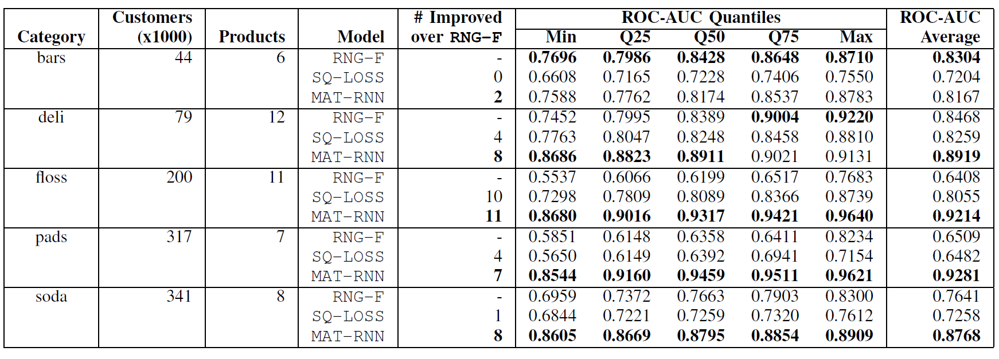 Customers # Improved ROC-AUC Quantiles ROC-AUC
Category (x1000) Products Model over RNG-F Min Q25 Q50 Q75 Max Average
bars 44 6 RNG-F - 0.7696 0.7986 0.8428 0.8648 0.8710 0.8304
SQ-LOSS 0 0.6608 0.7165 0.7228 0.7406 0.7550 0.7204
MAT-RNN 2 0.7588 0.7762 0.8174 0.8537 0.8783 0.8167
deli 79 12 RNG-F - 0.7452 0.7995 0.8389 0.9004 0.9220 0.8468
SQ-LOSS 4 0.7763 0.8047 0.8248 0.8458 0.8810 0.8259
MAT-RNN 8 0.8686 0.8823 0.8911 0.9021 0.9131 0.8919
floss 200 11 RNG-F - 0.5537 0.6066 0.6199 0.6517 0.7683 0.6408
SQ-LOSS 10 0.7298 0.7809 0.8089 0.8366 0.8739 0.8055
MAT-RNN 11 0.8680 0.9016 0.9317 0.9421 0.9640 0.9214
pads 317 7 RNG-F - 0.5851 0.6148 0.6358 0.6411 0.8234 0.6509
SQ-LOSS 4 0.5650 0.6149 0.6392 0.6941 0.7154 0.6482
MAT-RNN 7 0.8544 0.9160 0.9459 0.9511 0.9621 0.9281
soda 341 8 RNG-F - 0.6959 0.7372 0.7663 0.7903 0.8300 0.7641
SQ-LOSS 1 0.6844 0.7221 0.7259 0.7320 0.7612 0.7258
MAT-RNN 8 0.8605 0.8669 0.8795 0.8854 0.8909 0.8768